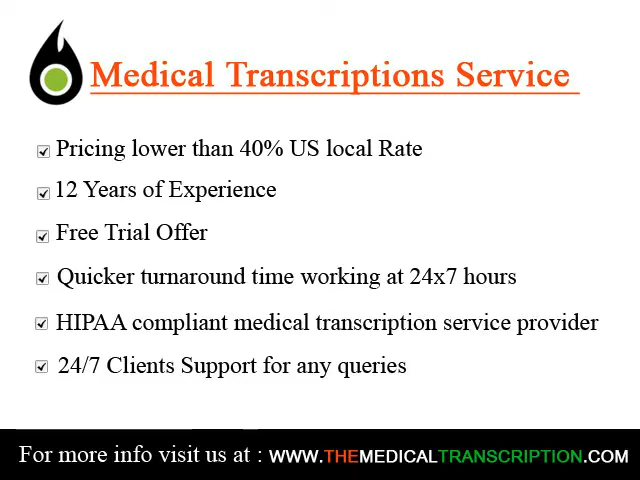 Medical Transcriptions Service
Pricing lower than 40% US local Rate
12 Years of Experience
Free Trial Offer
Quicker turnaround time working at 24x7 hours
HIPAA compliant medical transcription service provider
24/7 Clients Support for any queries
For more info visit us at : WWW.THEMEDICALTRANSCRIPTION.COM